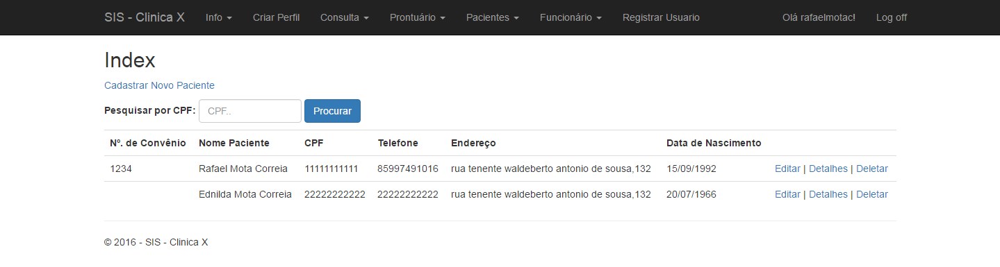 SIS - Clinica X Info Criar Perfil Consulta Prontuário Pacientes Funcionário Registrar Usuario Olá rafaelmotac! Log off
Index
Cadastrar Novo Paciente
Pesquisar por CPF: CPF.. Procurar
Nº. de Convênio Nome Paciente CPF Telefone Endereço Data de Nascimento
1234 Rafael Mota Correia 11111111111 85997491016 rua tenente waldeberto antonio de sousa,132 15/09/1992 Editar | Detalhes | Deletar
Ednilda Mota Correia 22222222222 22222222222 rua tenente waldeberto antonio de sousa,132 20/07/1966 Editar | Detalhes | Deletar
© 2016 - SIS - Clinica X